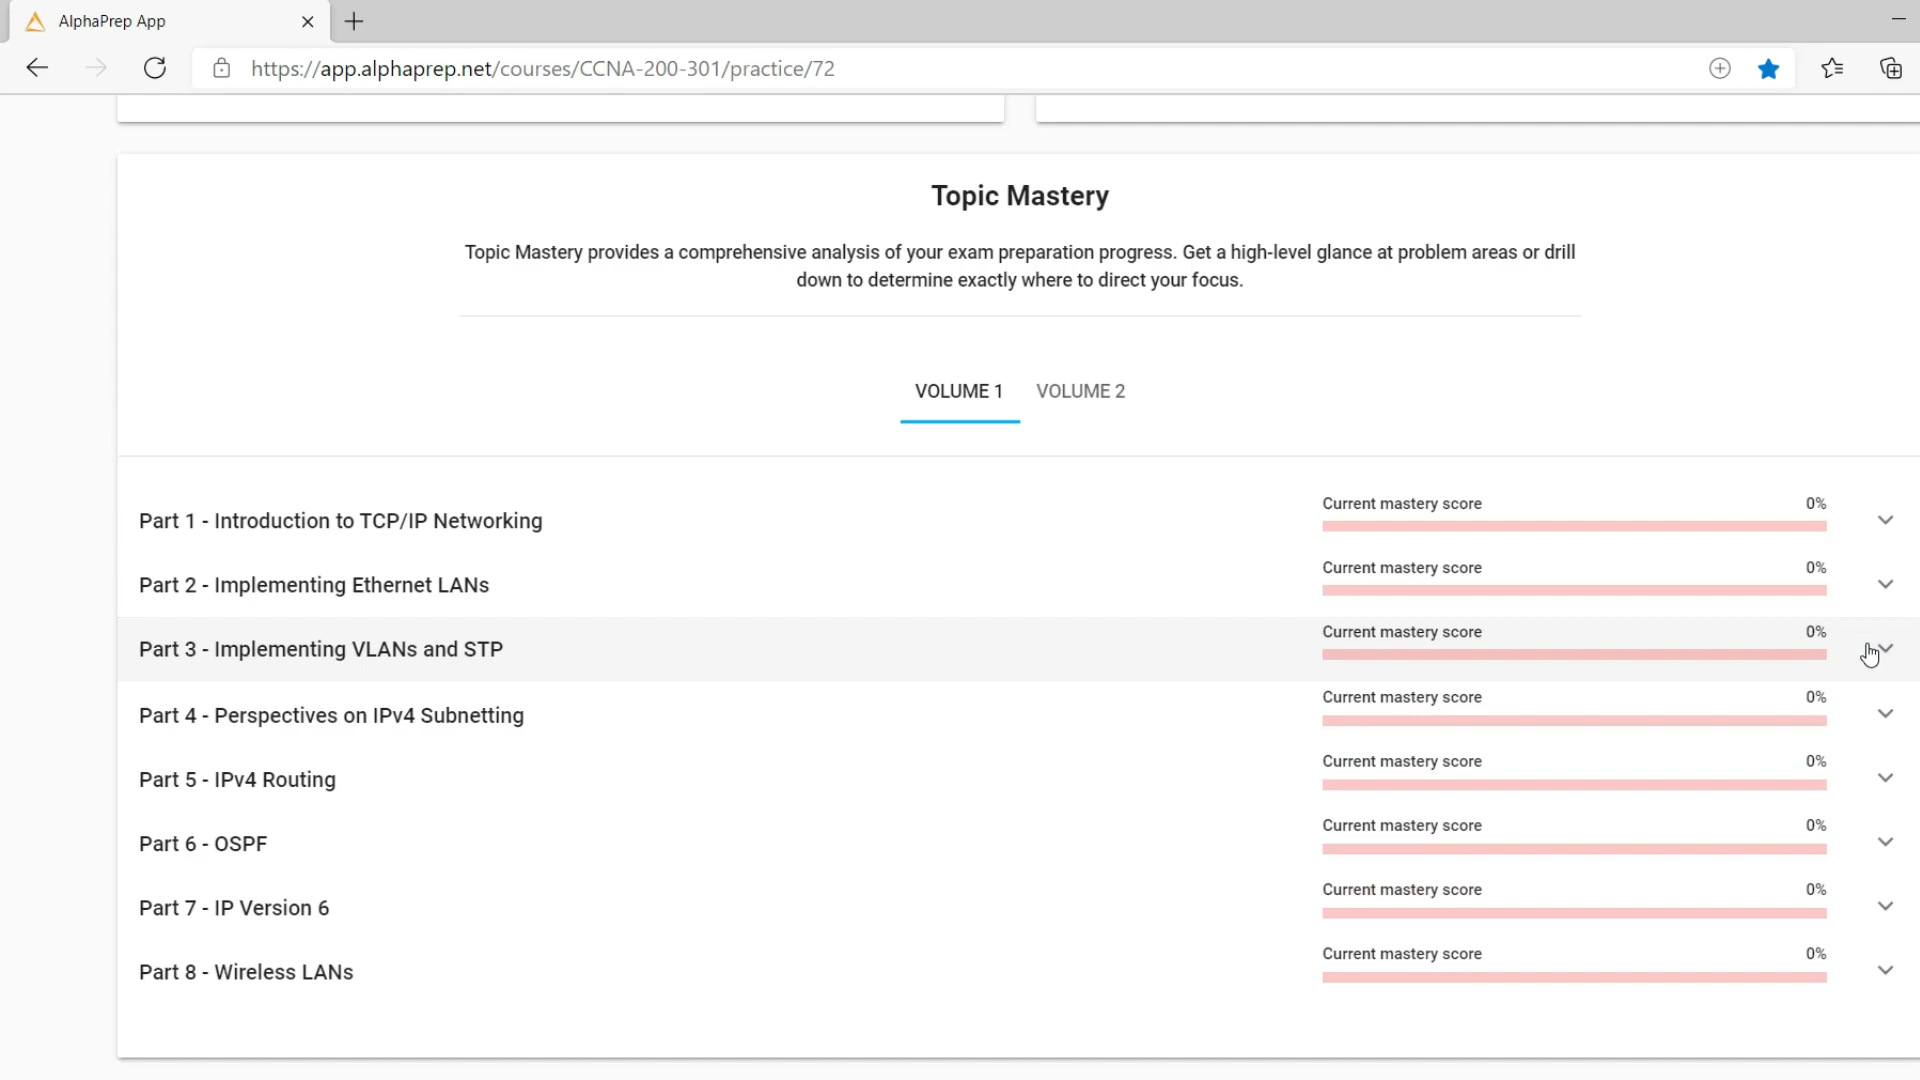 AlphaPrep App
https://app.alphaprep.net/courses/CCNA-200-301/practice/72
Topic Mastery
Topic Mastery provides a comprehensive analysis of your exam preparation progress. Get a high-level glance at problem areas or drill
down to determine exactly where to direct your focus.
VOLUME 1 VOLUME 2
Part 1 - Introduction to TCP/IP Networking Current mastery score 0%
Part 2 - Implementing Ethernet LANs Current mastery score 0%
Part 3 - Implementing VLANs and STP Current mastery score 0%
Part 4 - Perspectives on IPv4 Subnetting Current mastery score 0%
Part 5 - IPv4 Routing Current mastery score 0%
Part 6 - OSPF Current mastery score 0%
Part 7 - IP Version 6 Current mastery score 0%
Part 8 - Wireless LANs Current mastery score 0%